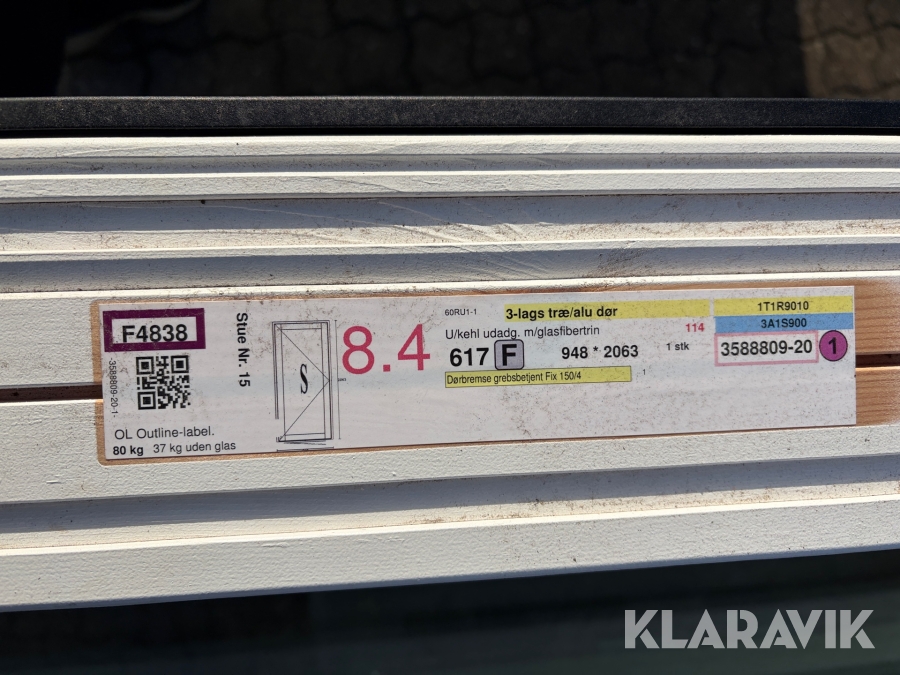 F4838
3588809-20-1-
OL Outline-label.
80 kg 37 kg uden glas
Stue Nr. 15
S
8.4
60RU1-1
3-lags træ/alu dør
U/kehl udadg. m/glasfibertrin
617 F 948 * 2063
114
1 stk
Dørbremse grebsbetjent Fix 150/4
1
1T1R9010
3A1S900
3588809-20 1
KLARAVIK